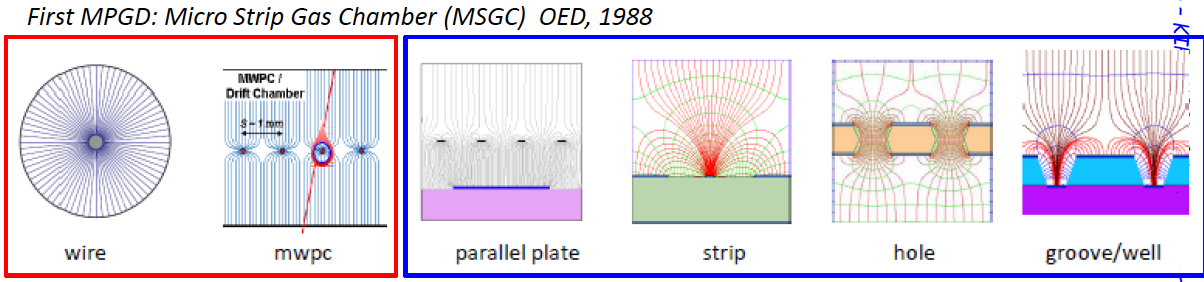 First MPGD: Micro Strip Gas Chamber (MSGC)  OED, 1988
MWPC /
Drift Chamber
S ~ 1 mm
wire
mwpc
parallel plate
strip
hole
groove/well